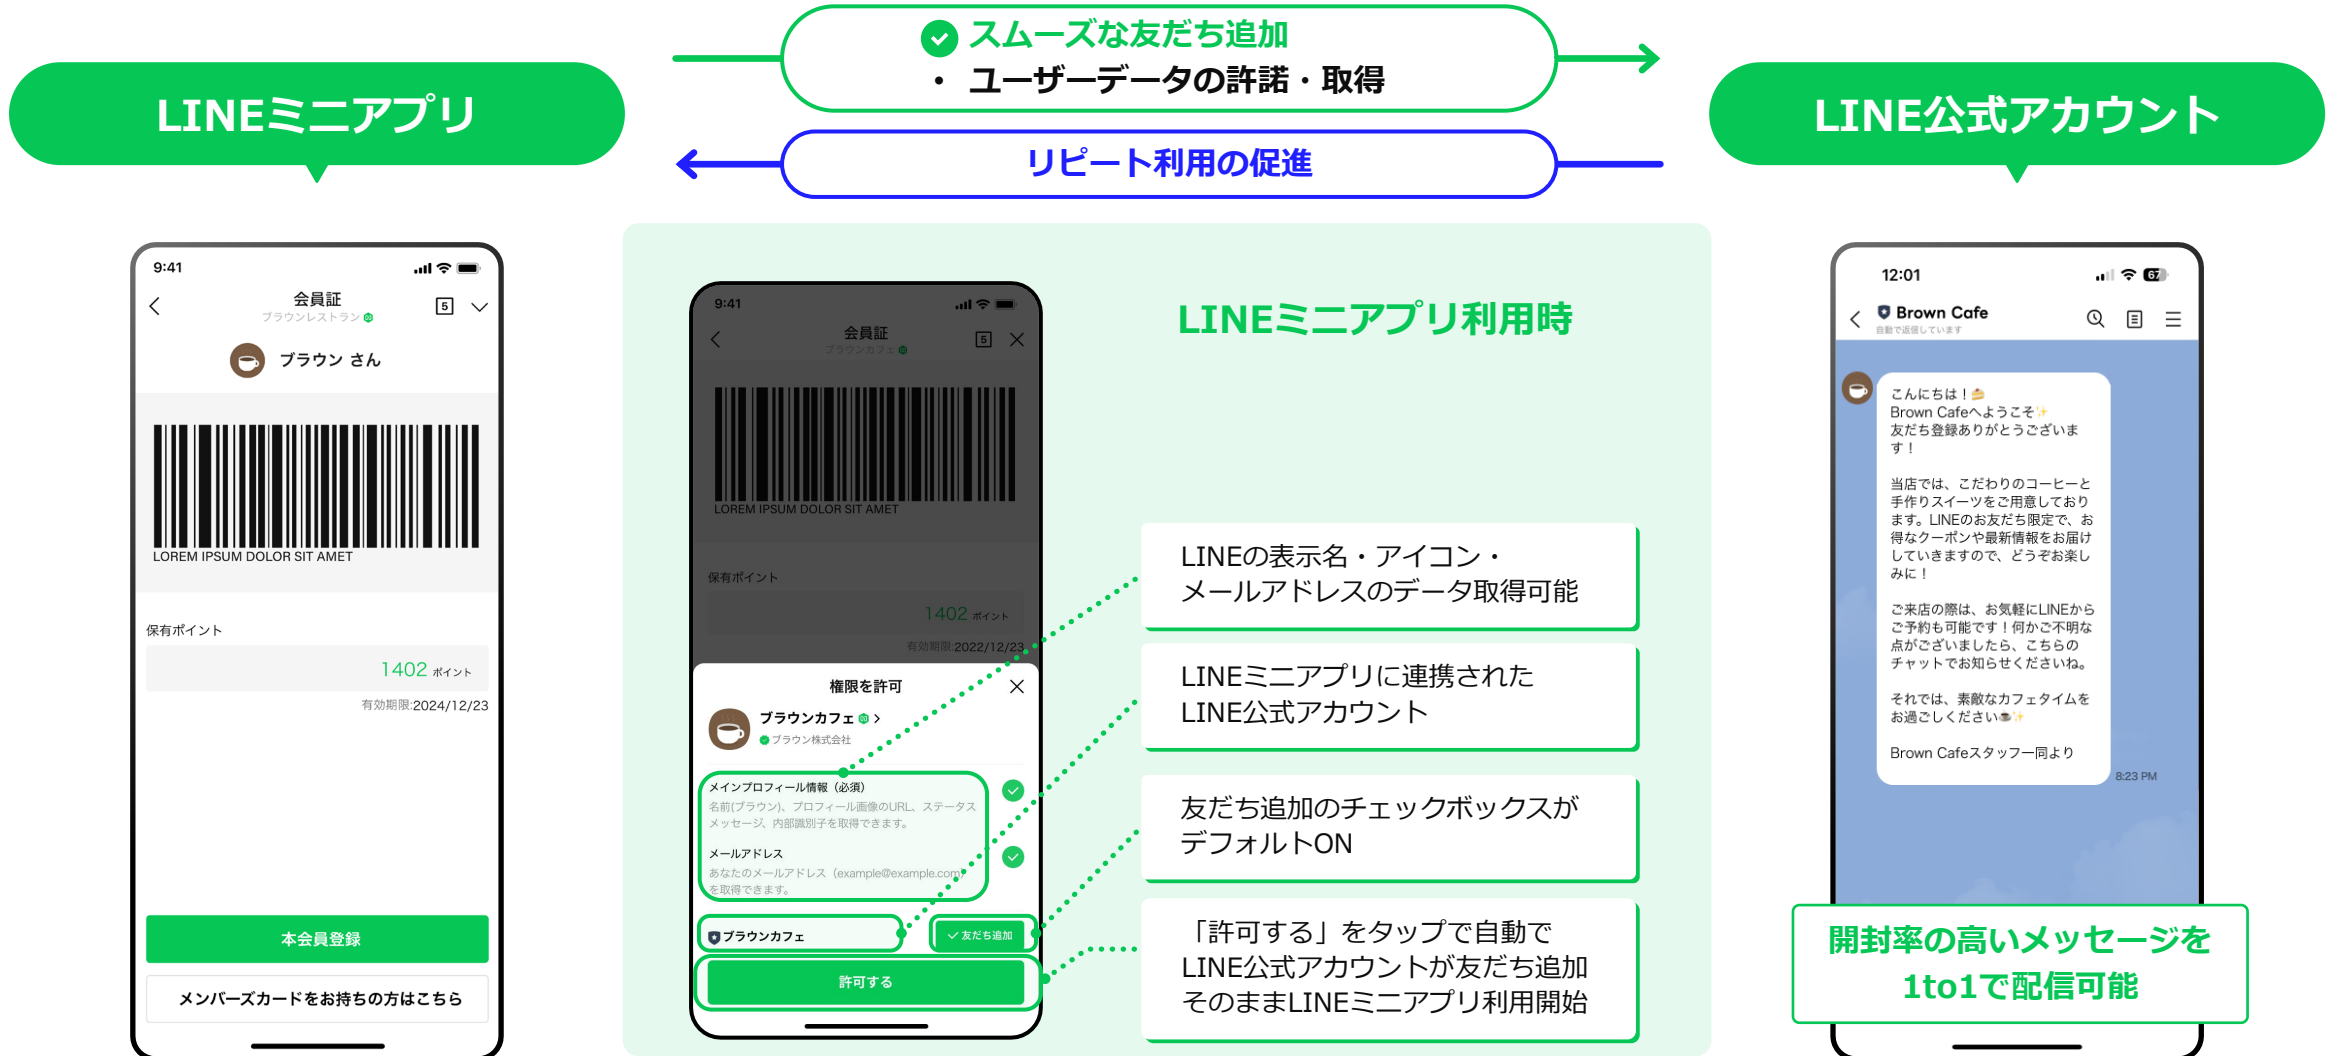 スムーズな友だち追加
・ ユーザーデータの許諾・取得
LINEミニアプリ
LINE公式アカウント
リピート利用の促進
9:41
会員証
5
ブラウンレストラン
ブラウン さん
LOREM IPSUM DOLOR SIT AMET
保有ポイント
1402 ポイント
有効期限:2024/12/23
本会員登録
メンバーズカードをお持ちの方はこちら
LINEミニアプリ利用時
9:41
会員証
5
ブラウンカフェ
LOREM IPSUM DOLOR SIT AMET
保有ポイント
1402 ポイント
有効期限:2022/12/23
権限を許可
ブラウンカフェ
ブラウン株式会社
メインプロフィール情報（必須）
名前(ブラウン)、プロフィール画像のURL、ステータス
メッセージ、内部識別子を取得できます。
メールアドレス
あなたのメールアドレス（example@example.com）
を取得できます。
ブラウンカフェ
友だち追加
許可する
LINEの表示名・アイコン・
メールアドレスのデータ取得可能
LINEミニアプリに連携された
LINE公式アカウント
友だち追加のチェックボックスが
デフォルトON
「許可する」をタップで自動で
LINE公式アカウントが友だち追加
そのままLINEミニアプリ利用開始
12:01
67
Brown Cafe
自動で返信しています
こんにちは！🍰
Brown Cafeへようこそ✨
友だち登録ありがとうございま
す！
当店では、こだわりのコーヒーと
手作りスイーツをご用意しており
ます。LINEのお友だち限定で、お
得なクーポンや最新情報をお届け
していきますので、どうぞお楽し
みに！
ご来店の際は、お気軽にLINEから
ご予約も可能です！何かご不明な
点がございましたら、こちらの
チャットでお知らせくださいね。
それでは、素敵なカフェタイムを
お過ごしください☕✨
Brown Cafeスタッフ一同より
8:23 PM
開封率の高いメッセージを
1to1で配信可能